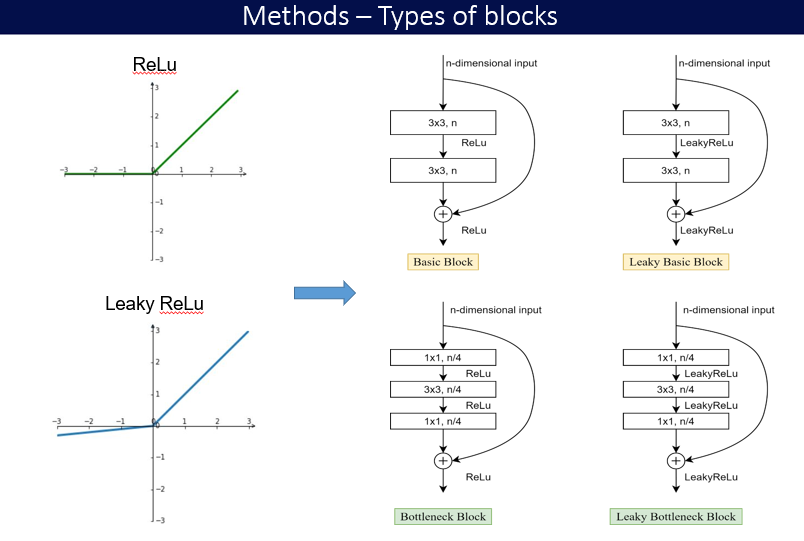 Methods – Types of blocks
ReLu
3
2
1
-3 -2 -1 0 1 2 3
-1
-2
-3
Leaky ReLu
3
2
1
-3 -2 -1 0 1 2 3
-1
-2
-3
n-dimensional input
3x3, n
ReLu
3x3, n
+
ReLu
Basic Block
n-dimensional input
3x3, n
LeakyReLu
3x3, n
+
LeakyReLu
Leaky Basic Block
n-dimensional input
1x1, n/4
ReLu
3x3, n/4
ReLu
1x1, n/4
+
ReLu
Bottleneck Block
n-dimensional input
1x1, n/4
LeakyReLu
3x3, n/4
LeakyReLu
1x1, n/4
+
LeakyReLu
Leaky Bottleneck Block